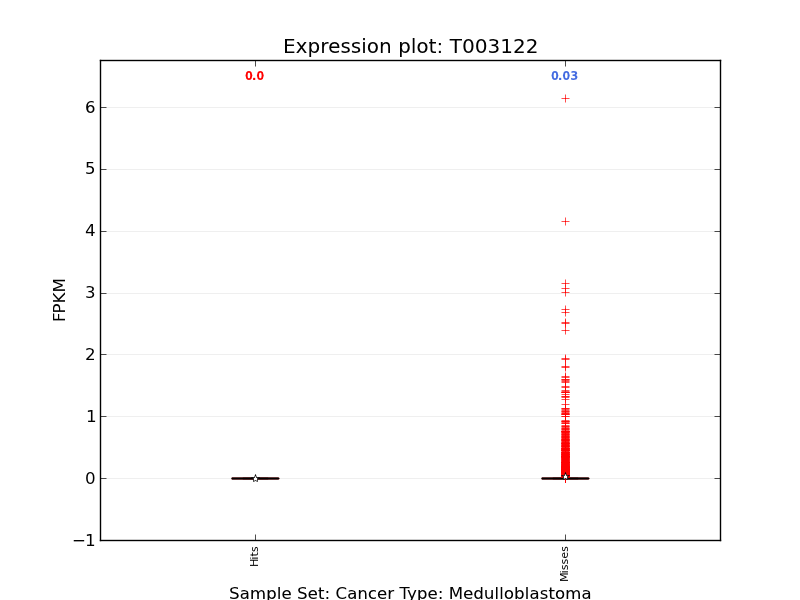 Expression plot: T003122
0.0
0.03
6
5
4
3
2
1
0
−1
FPKM
Hits
Misses
Sample Set: Cancer Type: Medulloblastoma